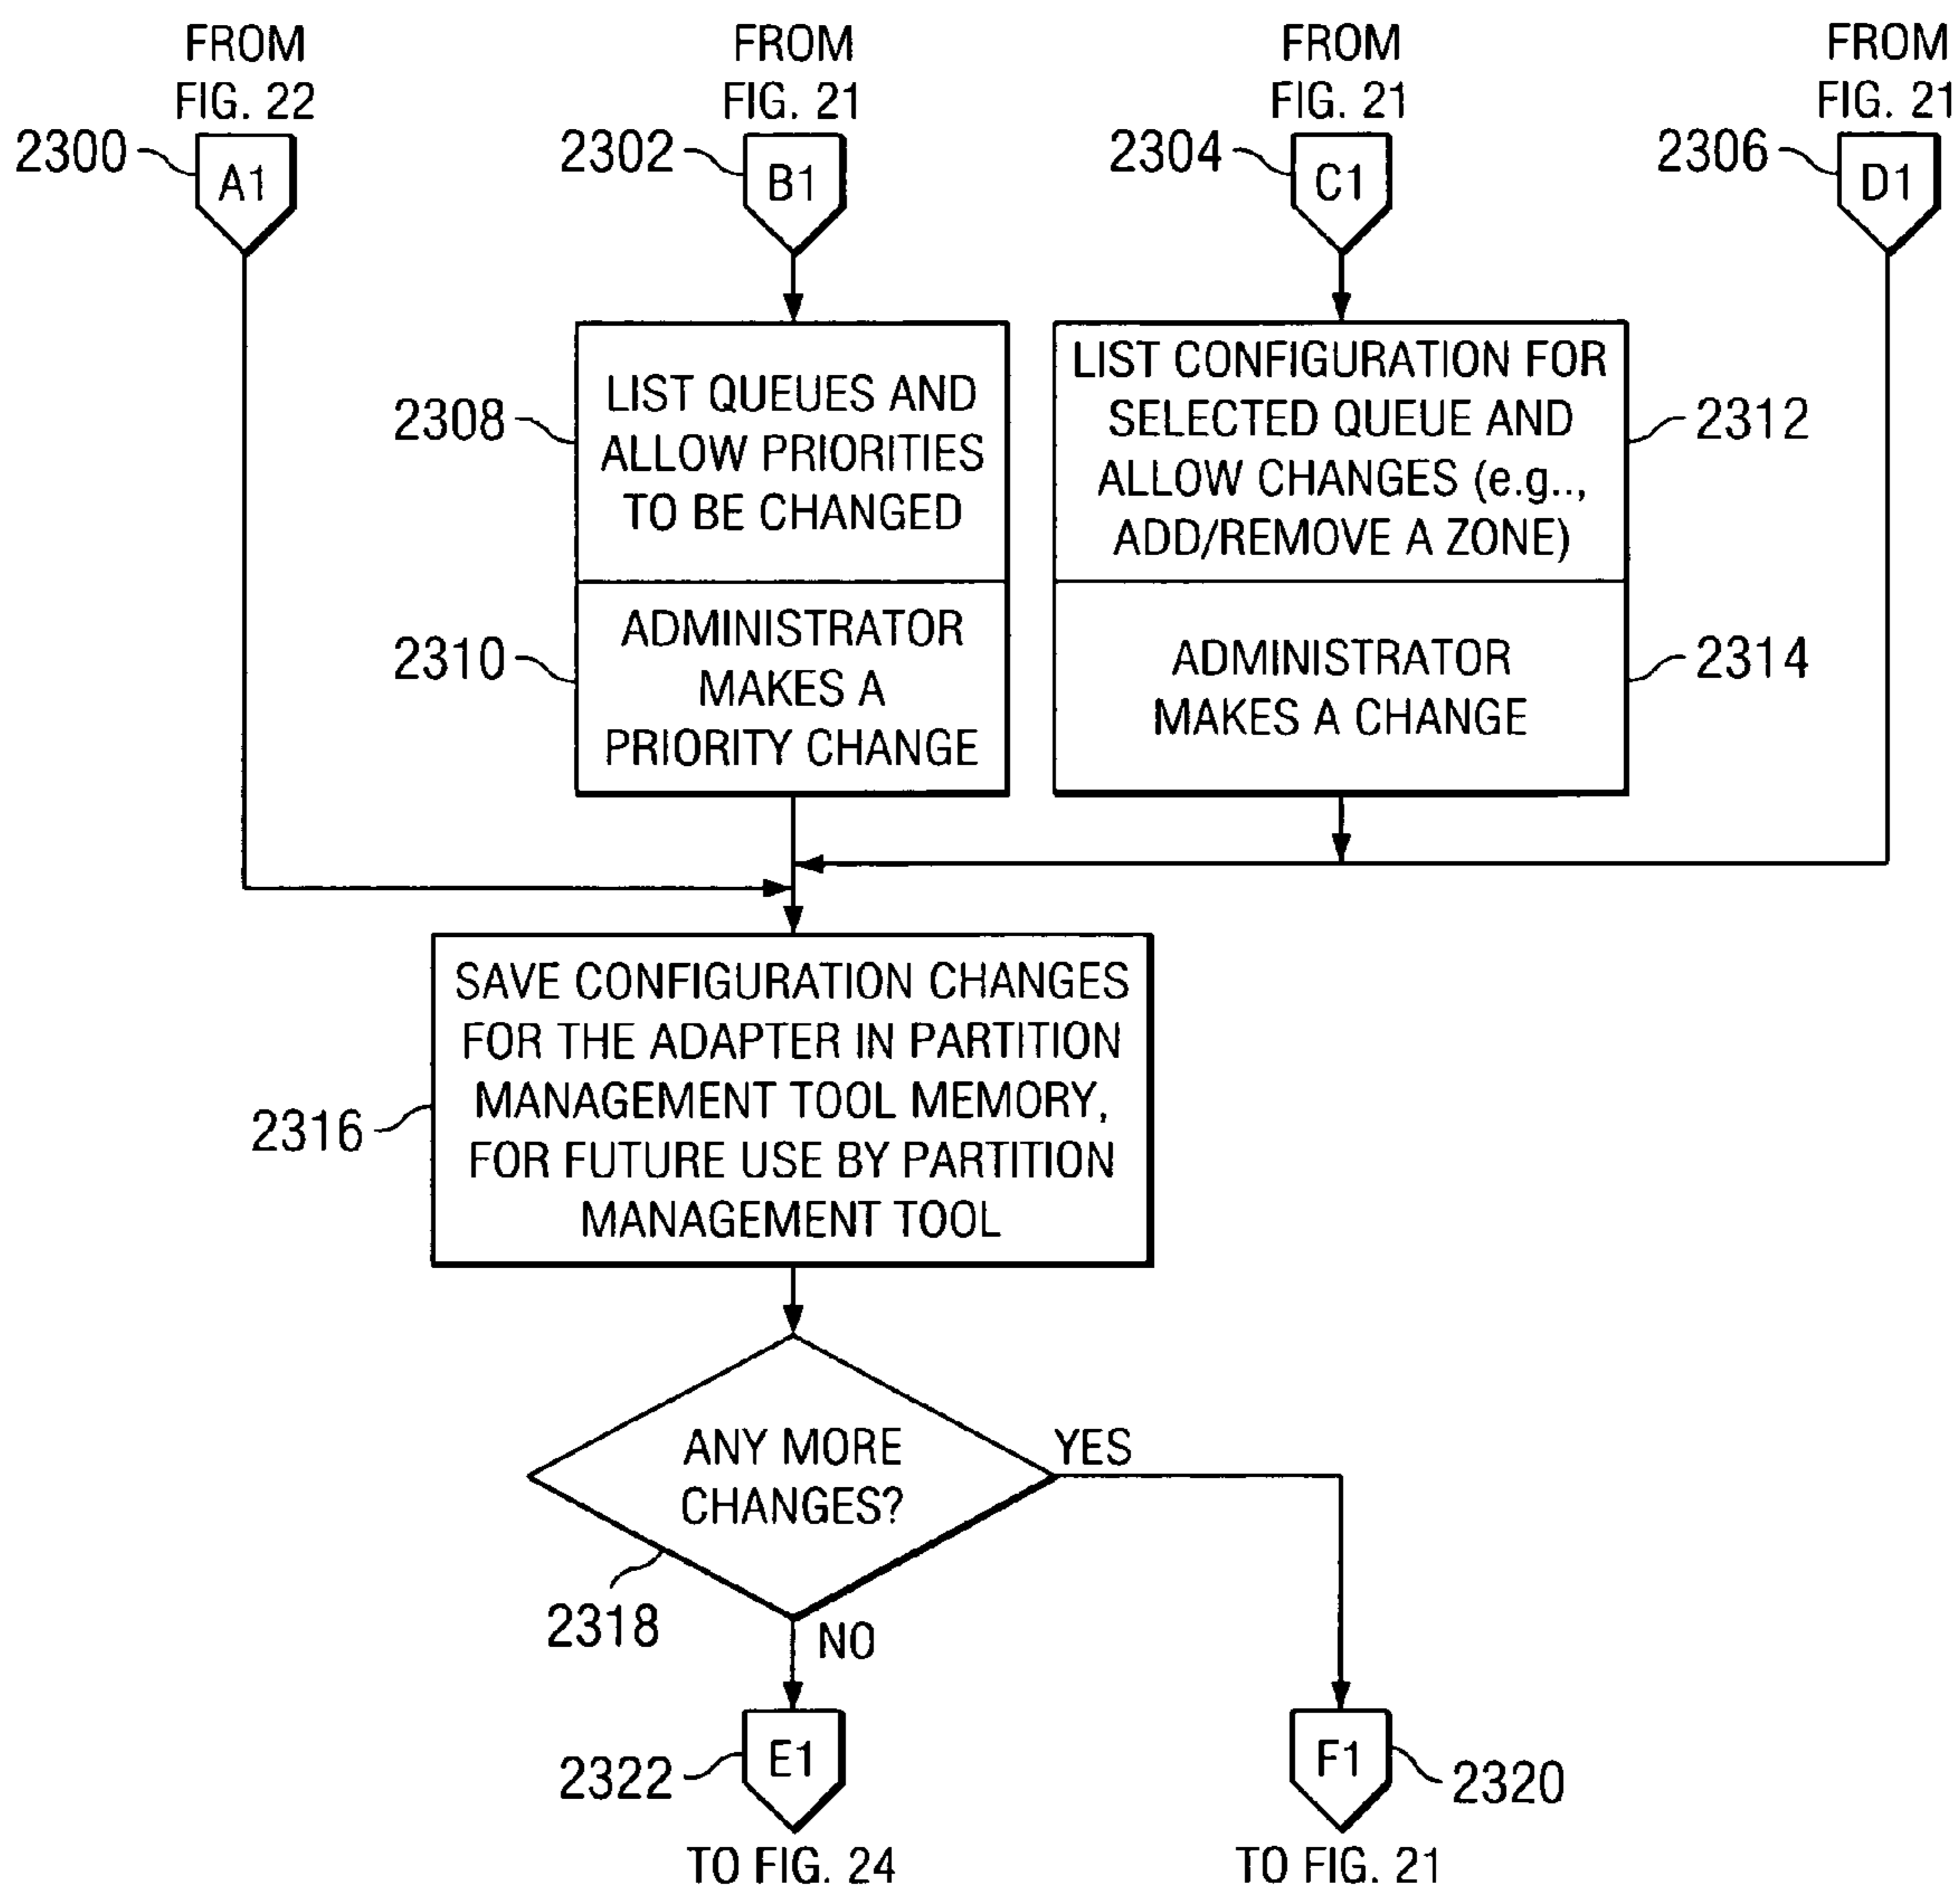 FROM
FIG. 22
FROM
FIG. 21
FROM
FIG. 21
FROM
FIG. 21
2300
A1
2302
B1
2304
C1
2306
D1
2308
LIST QUEUES AND
ALLOW PRIORITIES
TO BE CHANGED
2310
ADMINISTRATOR
MAKES A
PRIORITY CHANGE
LIST CONFIGURATION FOR
SELECTED QUEUE AND
ALLOW CHANGES (e.g..,
ADD/REMOVE A ZONE)
2312
ADMINISTRATOR
MAKES A CHANGE
2314
SAVE CONFIGURATION CHANGES
FOR THE ADAPTER IN PARTITION
MANAGEMENT TOOL MEMORY,
FOR FUTURE USE BY PARTITION
MANAGEMENT TOOL
2316
ANY MORE
CHANGES?
YES
2318
NO
2322
E1
F1
2320
TO FIG. 24
TO FIG. 21